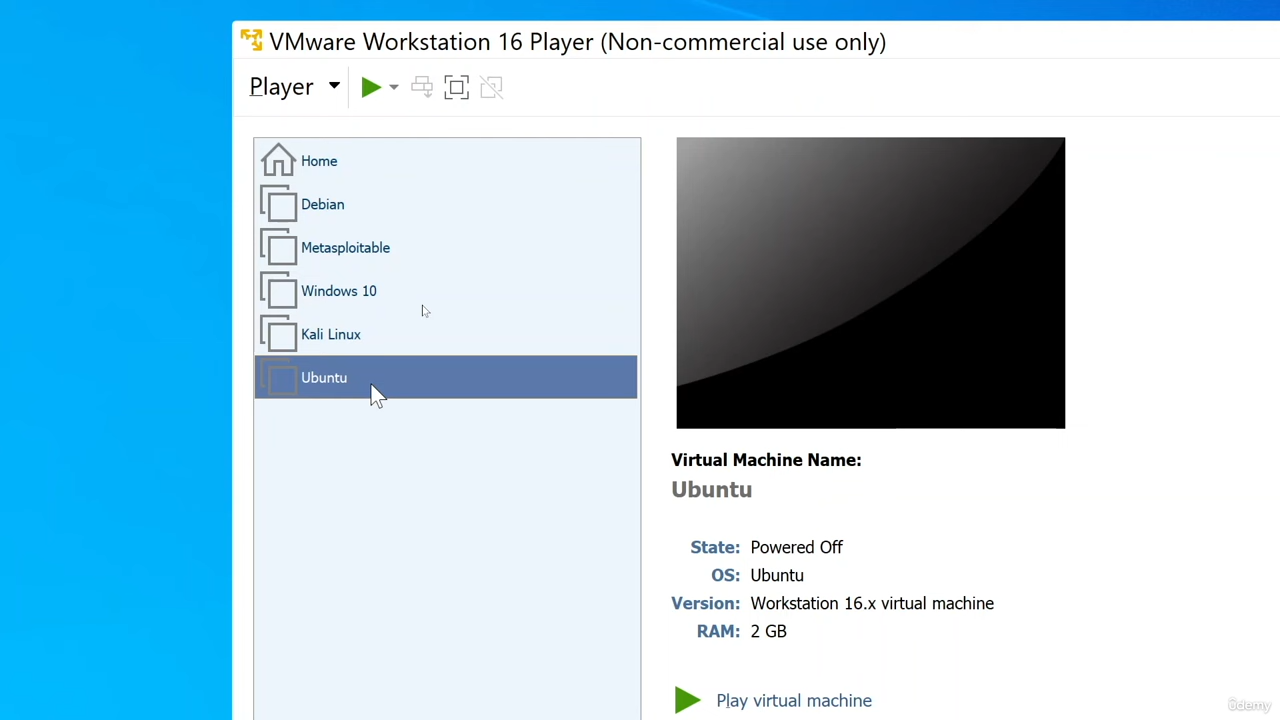 VMware Workstation 16 Player (Non-commercial use only)
Player
Home
Debian
Metasploitable
Windows 10
Kali Linux
Ubuntu
Virtual Machine Name:
Ubuntu
State: Powered Off
OS: Ubuntu
Version: Workstation 16.x virtual machine
RAM: 2 GB
Play virtual machine
ûdemy